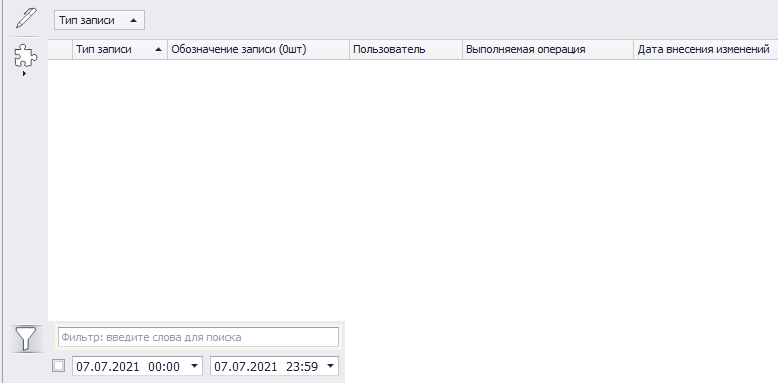 Тип записи
Тип записи Обозначение записи (0шт) Пользователь Выполняемая операция Дата внесения изменений
Фильтр: введите слова для поиска
07.07.2021 00:00 07.07.2021 23:59